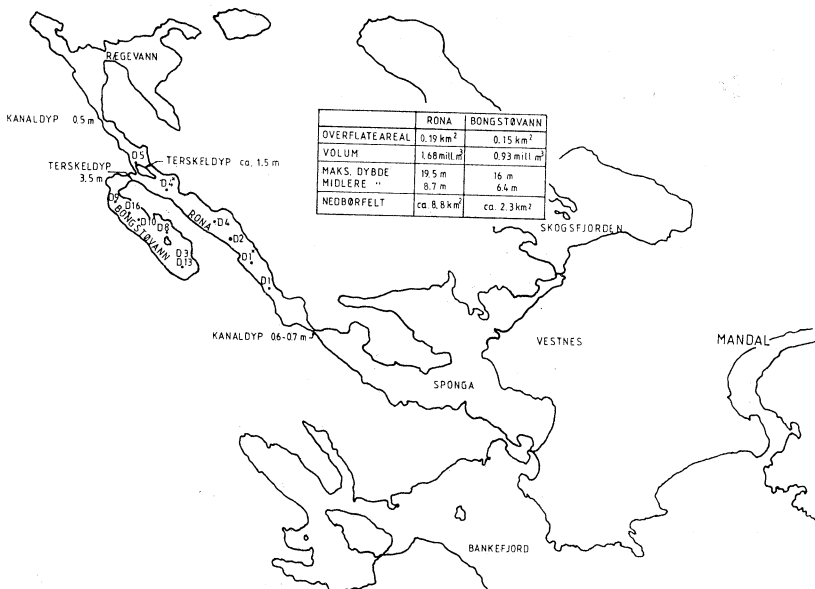 RÆGEVANN
KANALDYP 0.5 m
D5
TERSKELDYP ca. 1.5 m
TERSKELDYP
3.5 m
D4
D9
D16
D10
D8
D3
D13
BONGSTØVANN
RONA
D4
D2
D1
D1
KANALDYP 0.6-0.7 m
RONA BONGSTØVANN
OVERFLATEAREAL 0.19 km² 0.15 km²
VOLUM 1,68 mill. m³ 0.93 mill m³
MAKS. DYBDE 19.5 m 16 m
MIDLERE " 8.7 m 6.4 m
NEDBØRFELT ca. 8,8 km² ca. 2.3 km²
SKOGSFJORDEN
VESTNES
MANDAL
SPONGA
BANKEFJORD